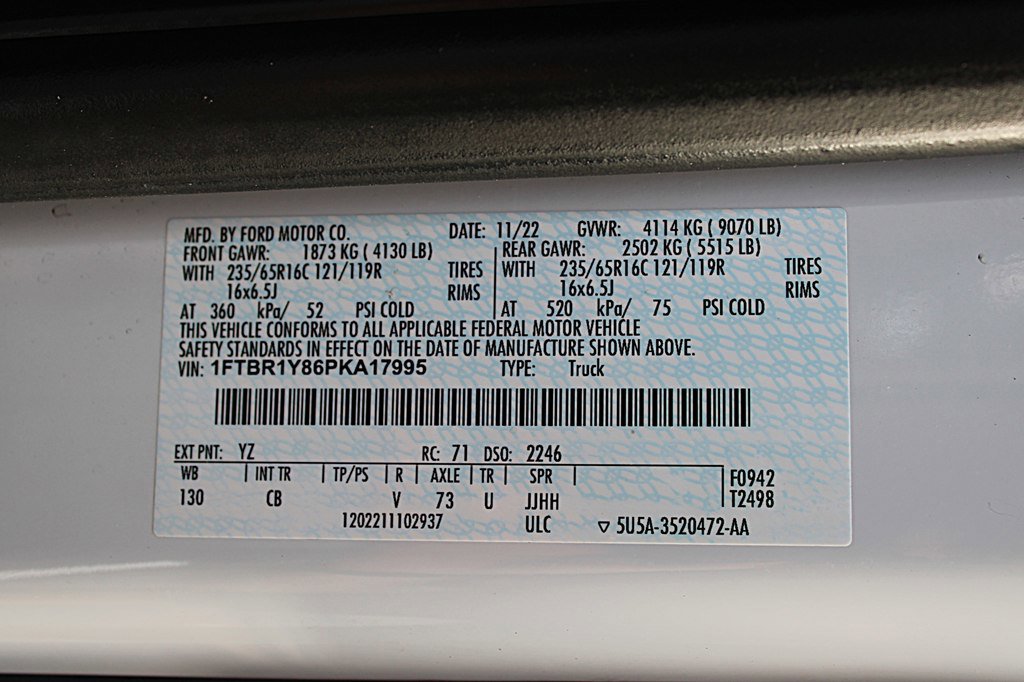 MFD. BY FORD MOTOR CO. DATE: 11/22 GVWR: 4114 KG ( 9070 LB)
FRONT GAWR: 1873 KG ( 4130 LB) REAR GAWR: 2502 KG ( 5515 LB)
WITH 235/65R16C 121/119R TIRES WITH 235/65R16C 121/119R TIRES
16x6.5J RIMS 16x6.5J RIMS
AT 360 kPa/ 52 PSI COLD AT 520 kPa/ 75 PSI COLD
THIS VEHICLE CONFORMS TO ALL APPLICABLE FEDERAL MOTOR VEHICLE
SAFETY STANDARDS IN EFFECT ON THE DATE OF MANUFACTURE SHOWN ABOVE.
VIN: 1FTBR1Y86PKA17995 TYPE: Truck
EXT PNT: YZ RC: 71 DSO: 2246
WB INT TR TP/PS R AXLE TR SPR F0942
130 CB V 73 U JJHH T2498
1202211102937 ULC ▽ 5U5A-3520472-AA